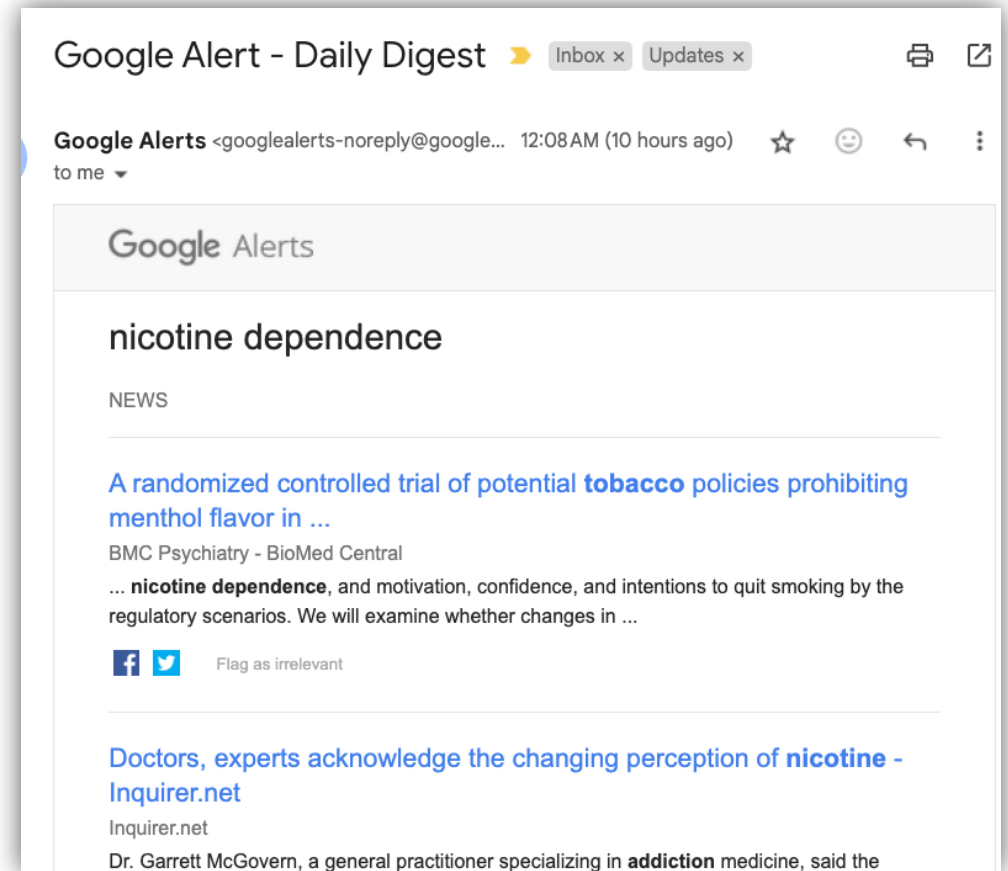 Google Alert - Daily Digest Inbox × Updates ×
Google Alerts <googlealerts-noreply@google... 12:08 AM (10 hours ago)
to me
Google Alerts
nicotine dependence
NEWS
A randomized controlled trial of potential tobacco policies prohibiting
menthol flavor in ...
BMC Psychiatry - BioMed Central
... nicotine dependence, and motivation, confidence, and intentions to quit smoking by the
regulatory scenarios. We will examine whether changes in ...
Flag as irrelevant
Doctors, experts acknowledge the changing perception of nicotine -
Inquirer.net
Inquirer.net
Dr. Garrett McGovern, a general practitioner specializing in addiction medicine, said the